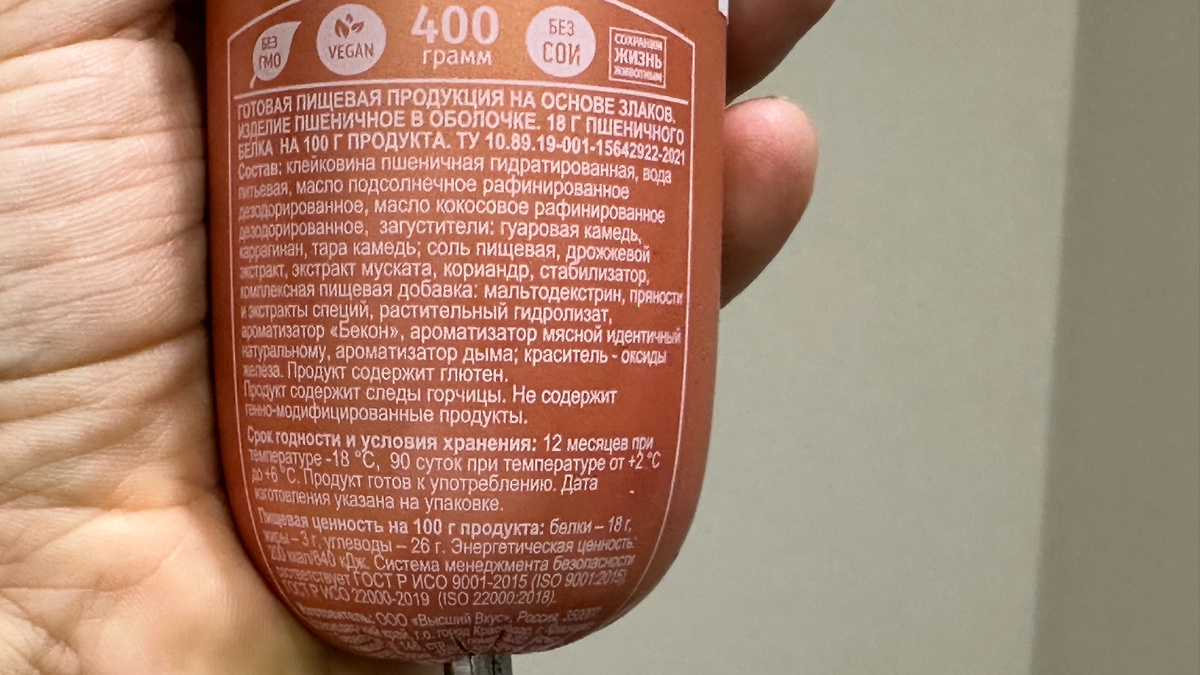 БЕЗ
ГМО
VEGAN
400
грамм
БЕЗ
СОИ
СОХРАНИМ
ЖИЗНЬ
ЖИВОТНЫМ
ГОТОВАЯ ПИЩЕВАЯ ПРОДУКЦИЯ НА ОСНОВЕ ЗЛАКОВ.
ИЗДЕЛИЕ ПШЕНИЧНОЕ В ОБОЛОЧКЕ. 18 Г ПШЕНИЧНОГО
БЕЛКА НА 100 Г ПРОДУКТА. ТУ 10.89.19-001-15642922-2021
Состав: клейковина пшеничная гидратированная, вода
питьевая, масло подсолнечное рафинированное
дезодорированное, масло кокосовое рафинированное
дезодорированное, загустители: гуаровая камедь,
каррагинан, тара камедь; соль пищевая, дрожжевой
экстракт, экстракт муската, кориандр, стабилизатор,
комплексная пищевая добавка: мальтодекстрин, пряности
и экстракты специй, растительный гидролизат,
ароматизатор «Бекон», ароматизатор мясной идентичный
натуральному, ароматизатор дыма; краситель - оксиды
железа. Продукт содержит глютен.
Продукт содержит следы горчицы. Не содержит
генно-модифицированные продукты.
Срок годности и условия хранения: 12 месяцев при
температуре -18 °С, 90 суток при температуре от +2 °С
до +6 °С. Продукт готов к употреблению. Дата
изготовления указана на упаковке.
Пищевая ценность на 100 г продукта: белки – 18 г,
жиры – 3 г, углеводы – 26 г. Энергетическая ценность:
ккал/840 кДж. Система менеджмента безопасности
соответствует ГОСТ Р ИСО 9001-2015 (ISO 9001:2015),
ГОСТ Р ИСО 22000-2019 (ISO 22000:2018).
Изготовитель: ООО «Высший Вкус», Россия,
край, г.о. город